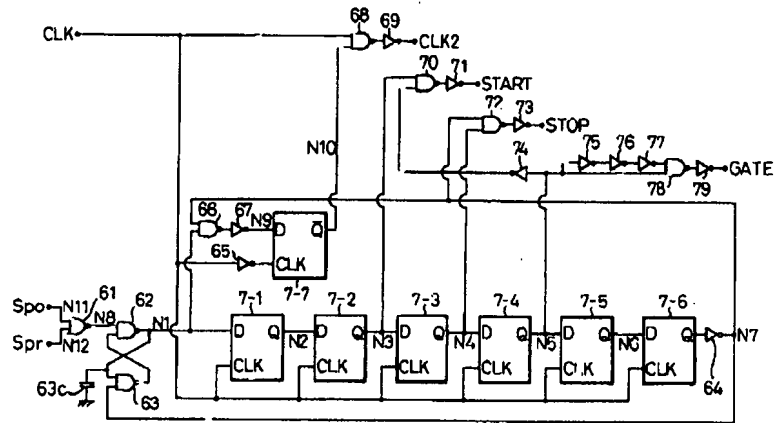 68 69
CLK CLK2
70 71
START
72 73
STOP
N10 74 75 76 77
GATE
78 79
66 67 N9 D Q̅
65 CLK
7-7
Spo N11 61 62 7-1 7-2 7-3 7-4 7-5 7-6
N8 N1 D Q N2 D Q N3 D Q N4 D Q N5 D Q N6 D Q N7
Spr N12 CLK CLK CLK CLK CLK CLK 64
63C 63